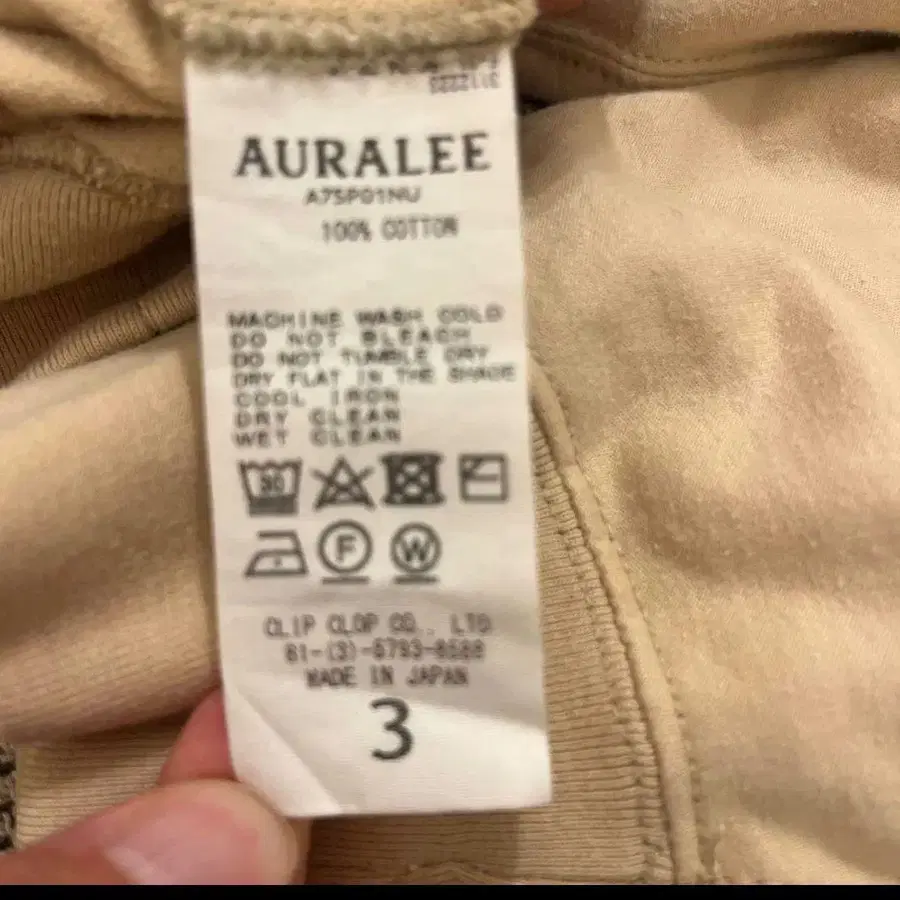 AURALEE
A7SP01NU
100% COTTON
MACHINE WASH COLD
DO NOT BLEACH
DO NOT TUMBLE DRY
DRY FLAT IN THE SHADE
COOL IRON
DRY CLEAN
WET CLEAN
30
F W
CLIP CLOP CO., LTD
81-(3)-5793-8588
MADE IN JAPAN
3